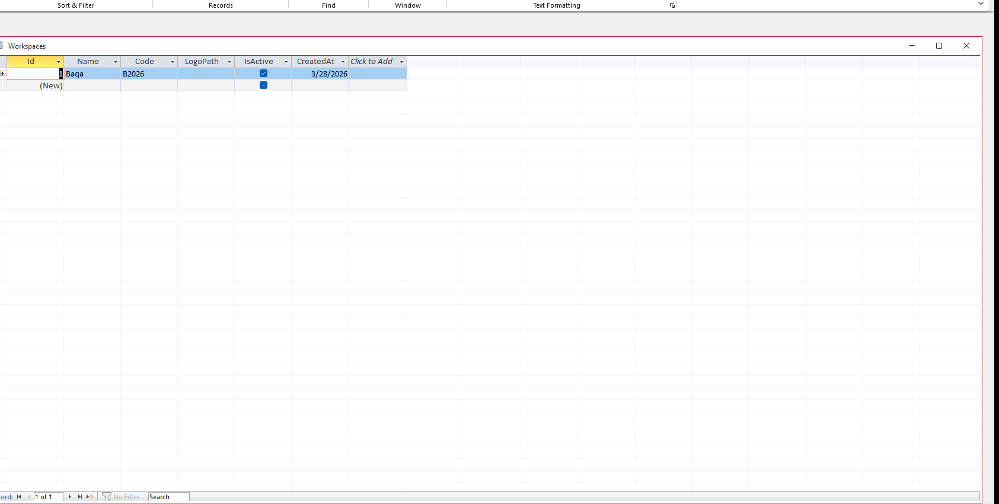 Sort & Filter Records Find Window Text Formatting
Workspaces
Id Name Code LogoPath IsActive CreatedAt Click to Add
1 Baqa B2026 3/28/2026
(New)
ord: 1 of 1 No Filter Search